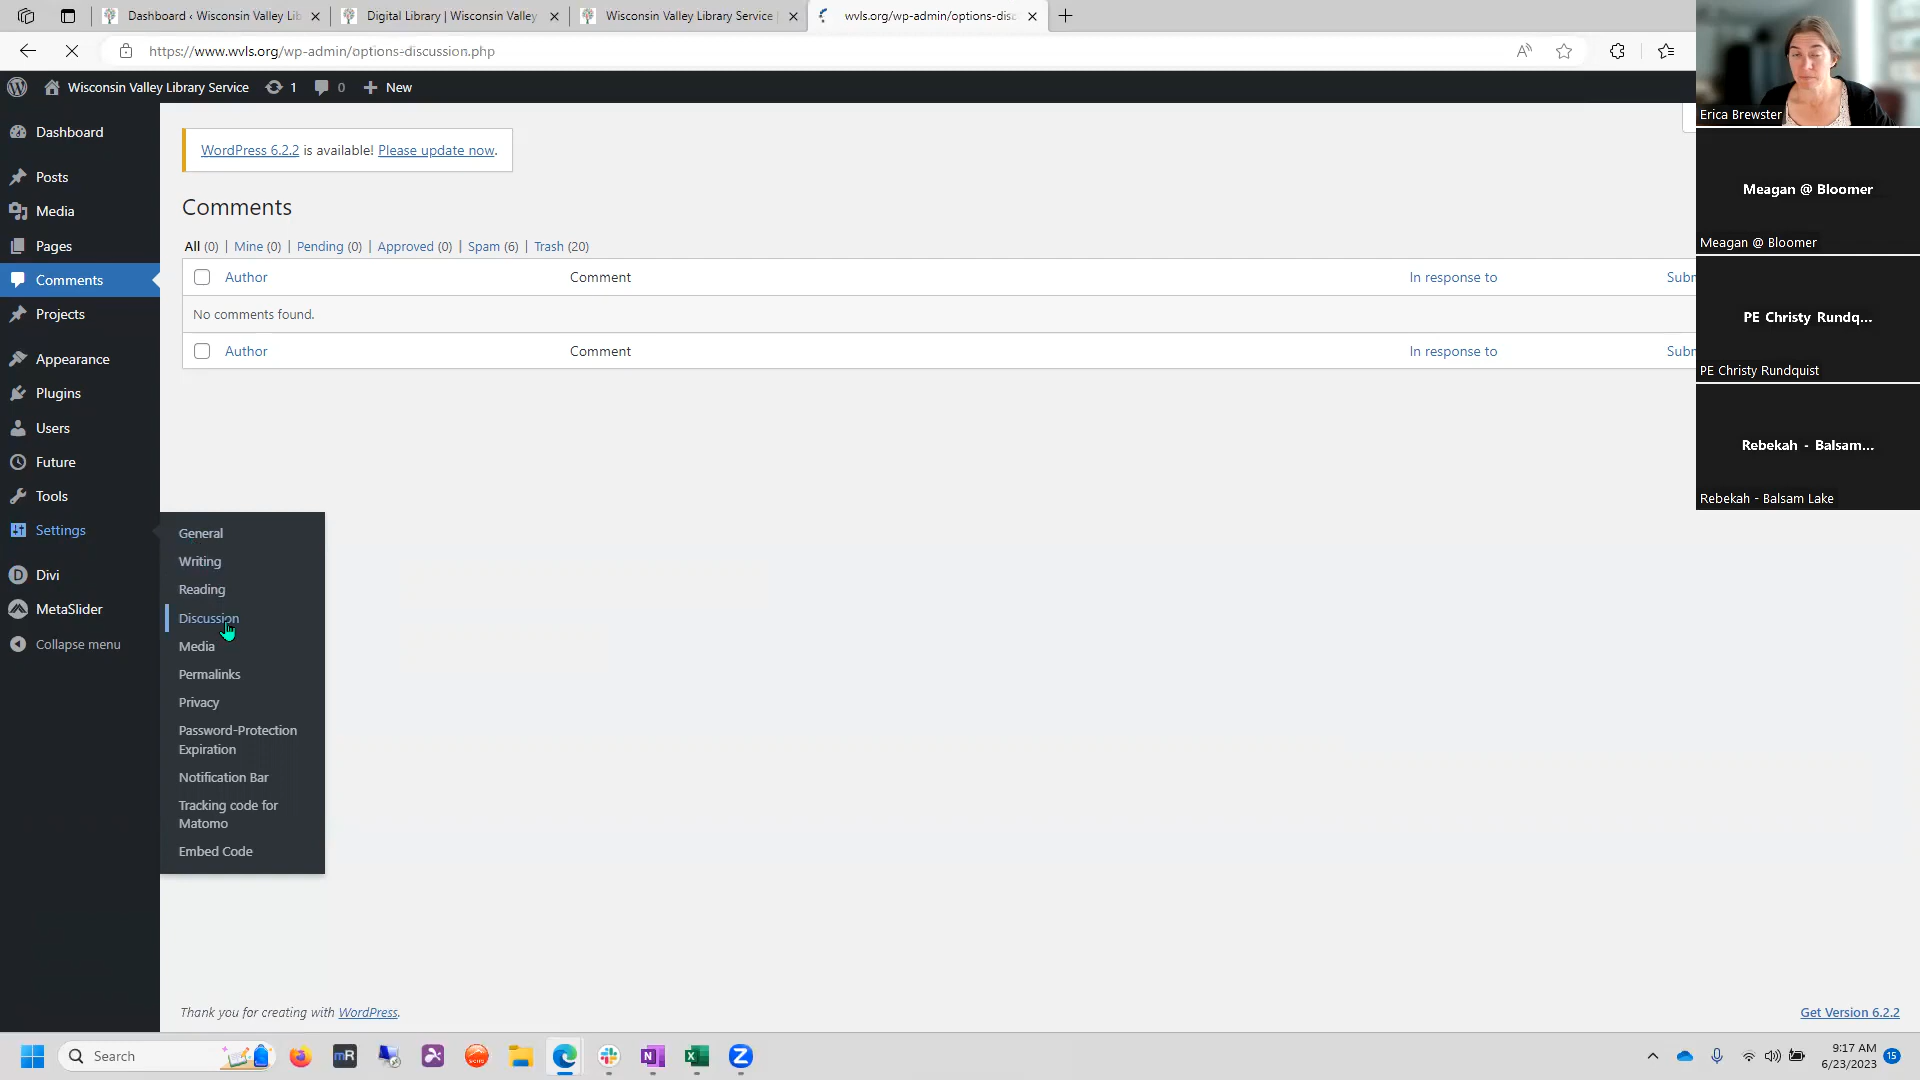 Dashboard ‹ Wisconsin Valley Lib
Digital Library | Wisconsin Valley
Wisconsin Valley Library Service |
wvls.org/wp-admin/options-disc
https://www.wvls.org/wp-admin/options-discussion.php
Wisconsin Valley Library Service
1
0
New
Dashboard
Posts
Media
Pages
Comments
Projects
Appearance
Plugins
Users
Future
Tools
Settings
Divi
MetaSlider
Collapse menu
General
Writing
Reading
Discussion
Media
Permalinks
Privacy
Password-Protection
Expiration
Notification Bar
Tracking code for
Matomo
Embed Code
WordPress 6.2.2 is available! Please update now.
Comments
All (0) | Mine (0) | Pending (0) | Approved (0) | Spam (6) | Trash (20)
Author Comment In response to Subm
No comments found.
Author Comment In response to Subm
Thank you for creating with WordPress.
Get Version 6.2.2
Erica Brewster
Meagan @ Bloomer
Meagan @ Bloomer
PE Christy Rundq...
PE Christy Rundquist
Rebekah - Balsam...
Rebekah - Balsam Lake
Search
mR
9:17 AM
6/23/2023
15